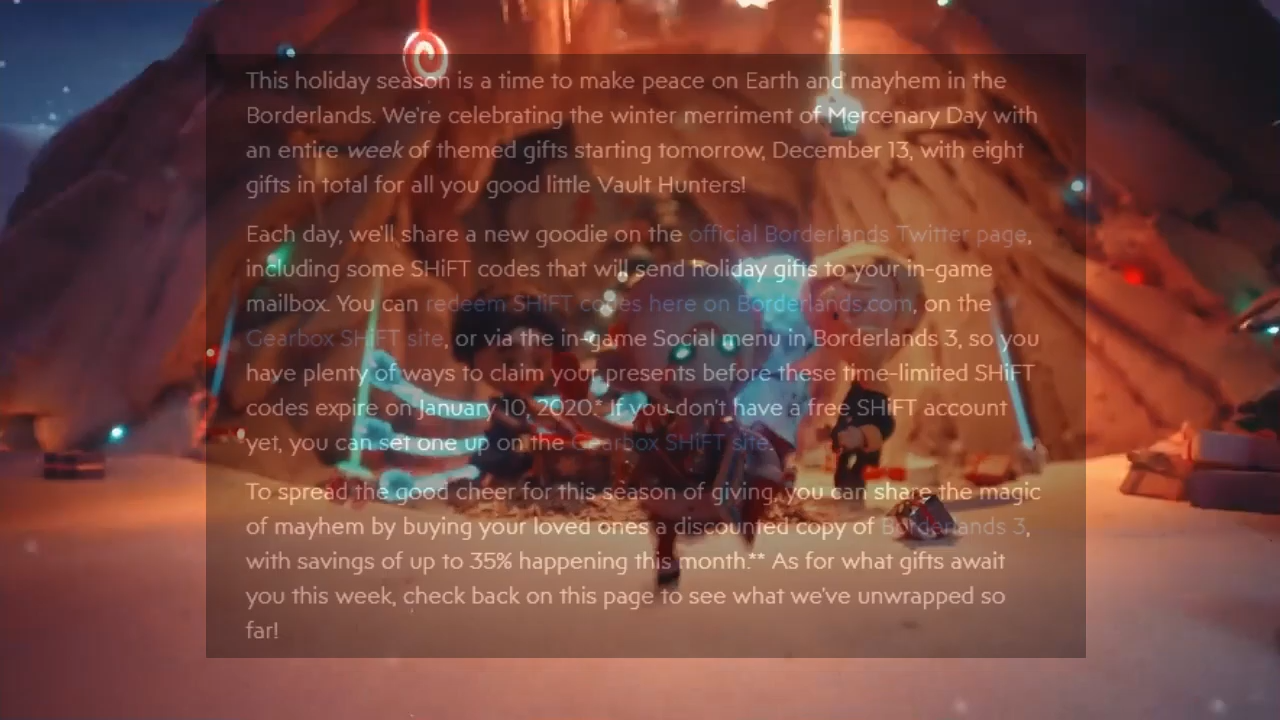 This holiday season is a time to make peace on Earth and mayhem in the
Borderlands. We're celebrating the winter merriment of Mercenary Day with
an entire week of themed gifts starting tomorrow, December 13, with eight
gifts in total for all you good little Vault Hunters!
Each day, we'll share a new goodie on the official Borderlands Twitter page,
including some SHiFT codes that will send holiday gifts to your in-game
mailbox. You can redeem SHiFT codes here on Borderlands.com, on the
Gearbox SHiFT site, or via the in-game Social menu in Borderlands 3, so you
have plenty of ways to claim your presents before these time-limited SHiFT
codes expire on January 10, 2020.* If you don't have a free SHiFT account
yet, you can set one up on the Gearbox SHiFT site.
To spread the good cheer for this season of giving, you can share the magic
of mayhem by buying your loved ones a discounted copy of Borderlands 3,
with savings of up to 35% happening this month.** As for what gifts await
you this week, check back on this page to see what we've unwrapped so
far!